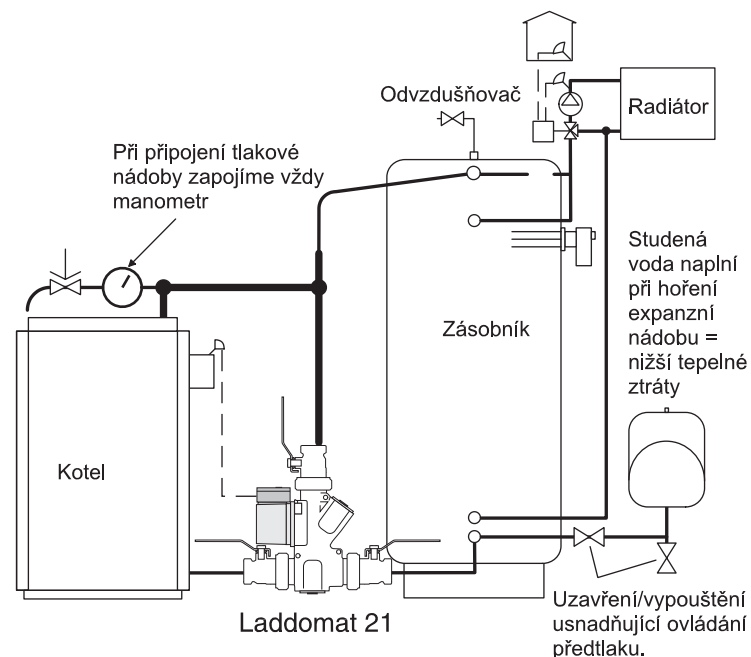 Odvzdušňovač
Radiátor
Při připojení tlakové
nádoby zapojíme vždy
manometr
Studená
voda naplní
při hoření
expanzní
nádobu =
nižší tepelné
ztráty
Zásobník
Kotel
Laddomat 21
Uzavření/vypouštění
usnadňující ovládání
předtlaku.